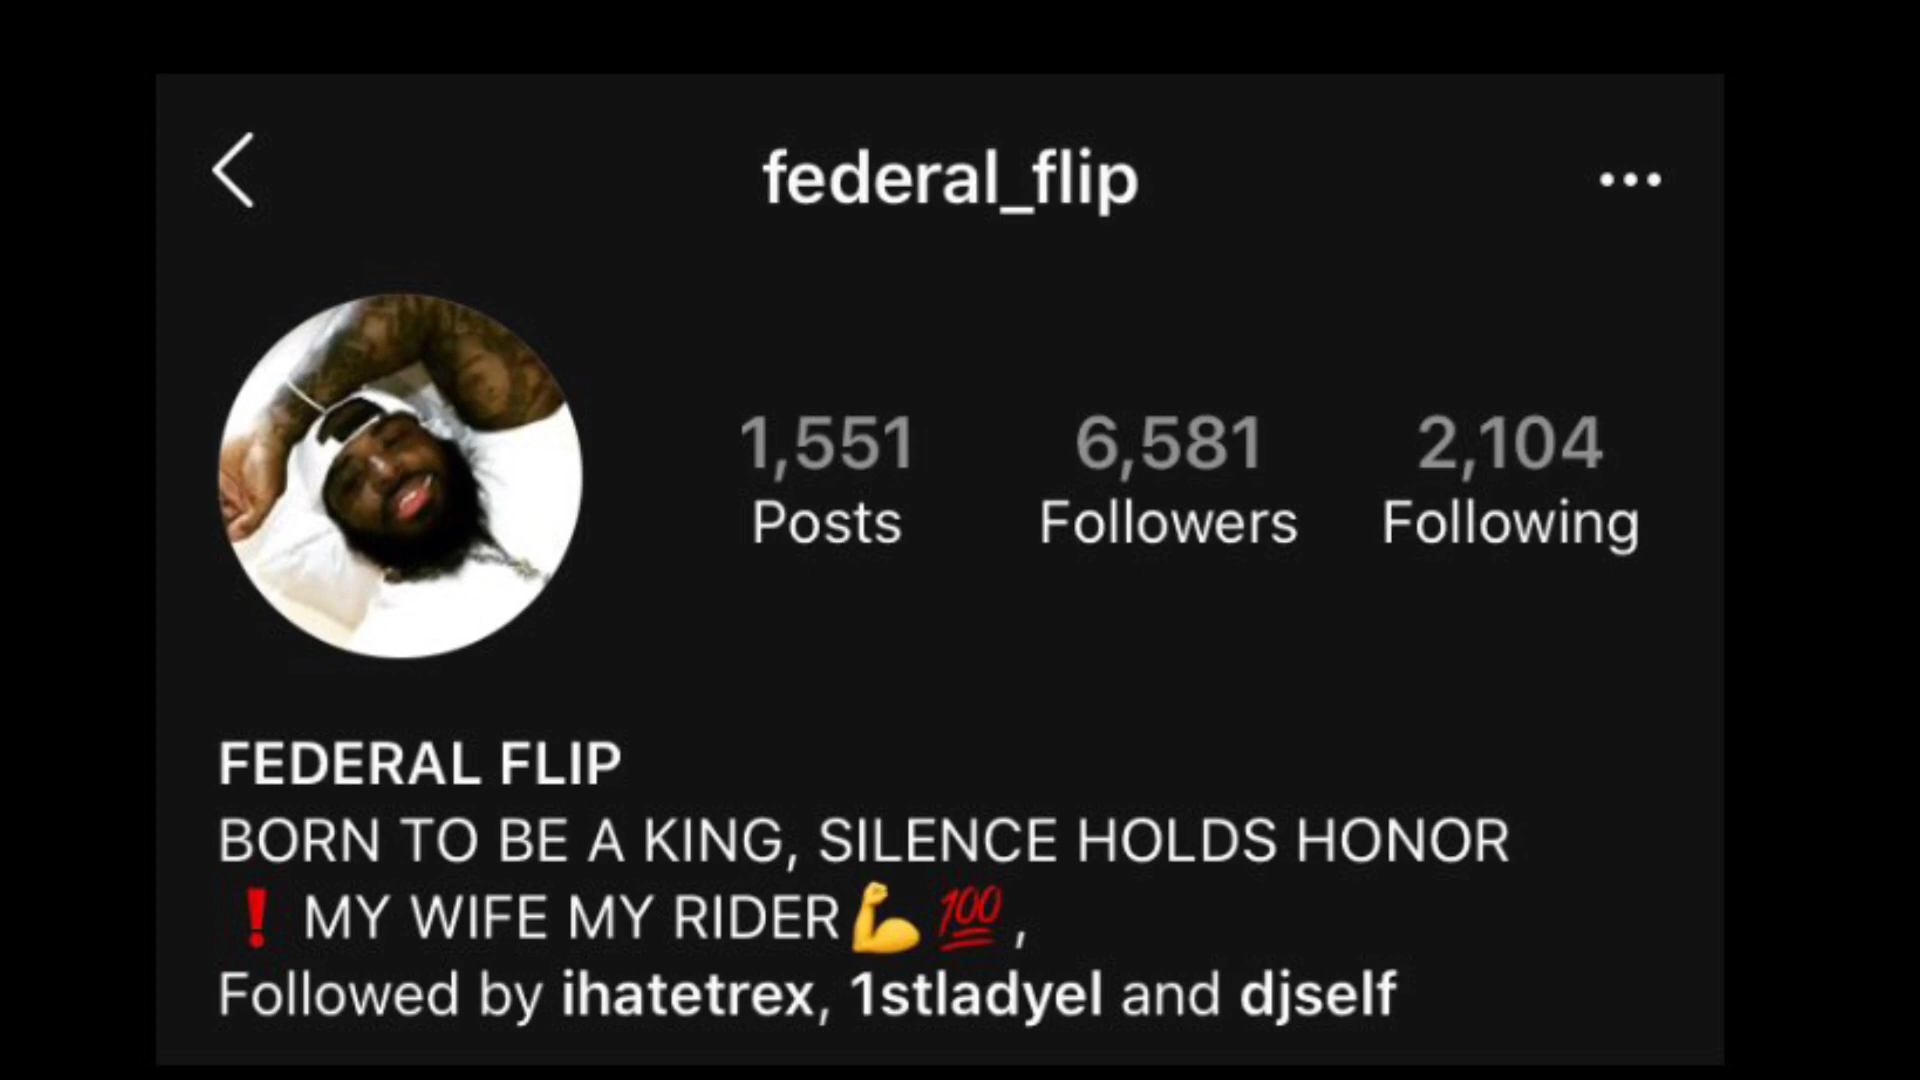 federal_flip
1,551 6,581 2,104
Posts Followers Following
FEDERAL FLIP
BORN TO BE A KING, SILENCE HOLDS HONOR
❗ MY WIFE MY RIDER💪💯,
Followed by ihatetrex, 1stladyel and djself